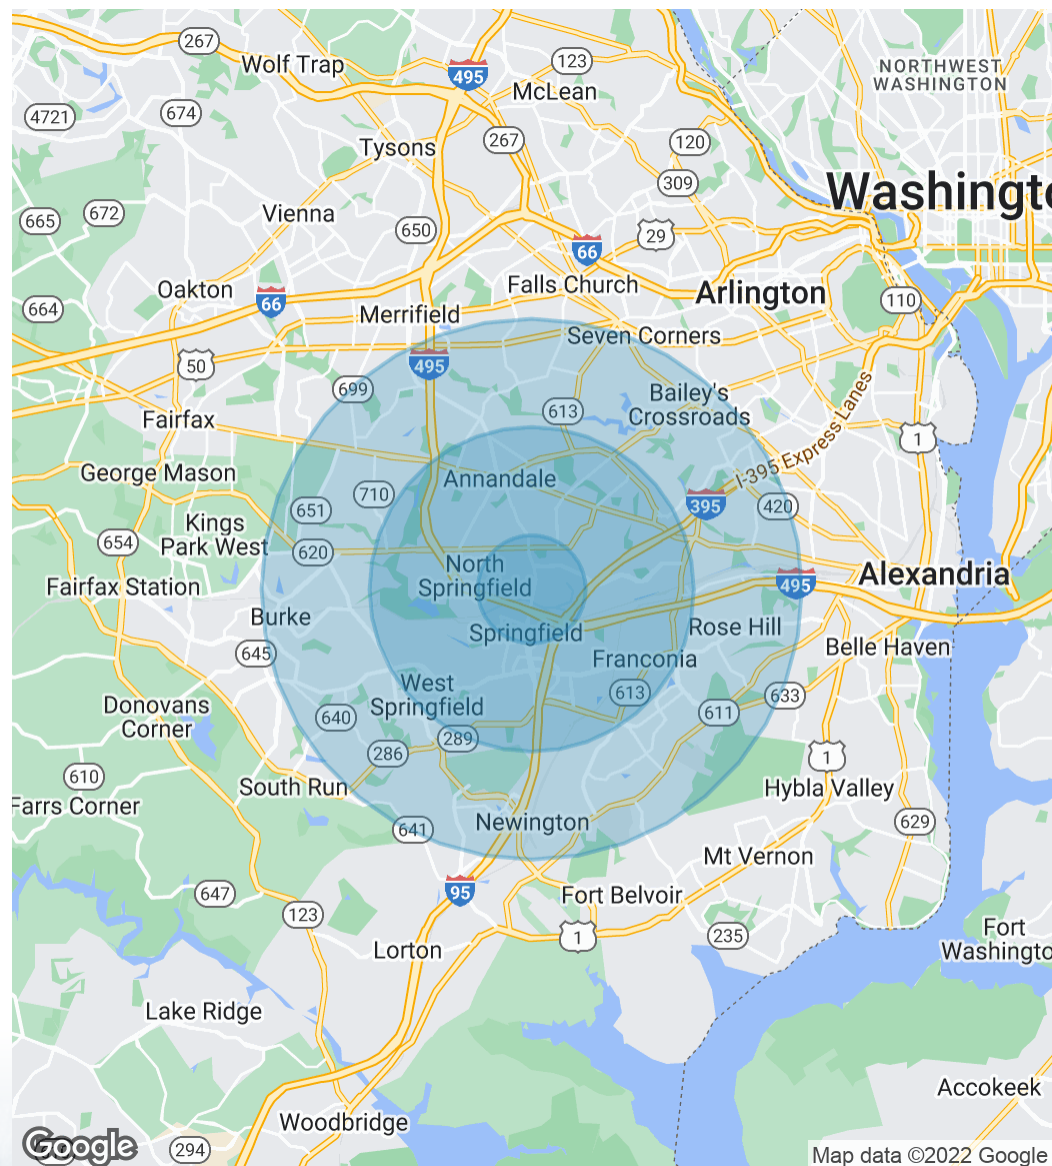 267
Wolf Trap
495
123
McLean
NORTHWEST
WASHINGTON
4721
674
Tysons
267
120
309
Washingto
665
672
Vienna
650
29
66
Oakton
66
Falls Church
Arlington
110
664
Merrifield
Seven Corners
50
495
699
Bailey's
Crossroads
613
Fairfax
I-395 Express Lanes
1
George Mason
Annandale
710
651
395
420
Kings
Park West
654
620
North
Springfield
495
Alexandria
Fairfax Station
Burke
Springfield
Rose Hill
645
Franconia
Belle Haven
West
Springfield
613
633
Donovans
Corner
640
611
289
286
1
610
South Run
Hybla Valley
Farrs Corner
641
Newington
629
Mt Vernon
647
95
Fort Belvoir
123
1
235
Fort
Washingto
Lorton
Lake Ridge
Accokeek
Woodbridge
Google
294
Map data ©2022 Google